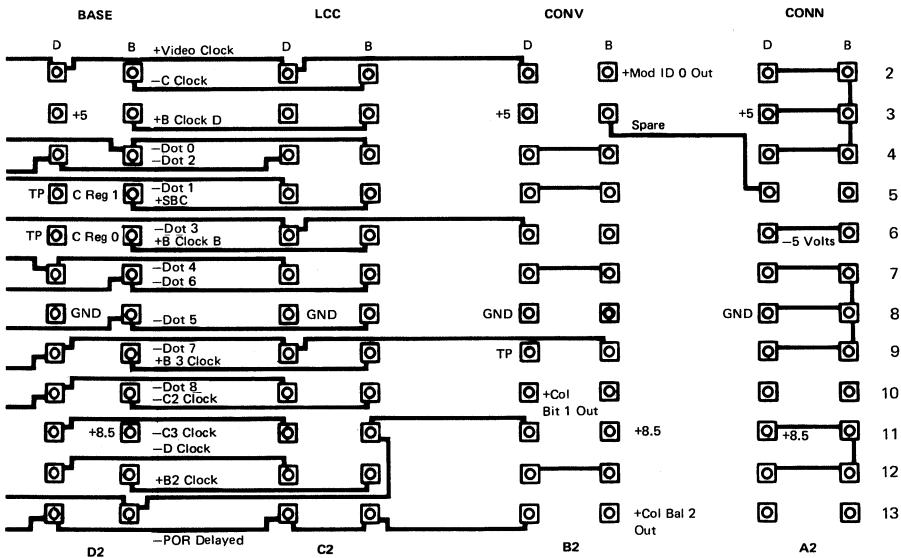 BASE LCC CONV CONN
D B D B D B D B
+Video Clock
−C Clock +Mod ID 0 Out 2
+5 +B Clock D +5 Spare +5 3
−Dot 0
−Dot 2 4
TP C Reg 1 −Dot 1
+SBC 5
TP C Reg 0 −Dot 3
+B Clock B −5 Volts 6
−Dot 4
−Dot 6 7
GND −Dot 5 GND GND GND 8
−Dot 7
+B 3 Clock TP 9
−Dot 8
−C2 Clock +Col
Bit 1 Out 10
+8.5 −C3 Clock +8.5 +8.5 11
−D Clock
+B2 Clock 12
+Col Bal 2
Out 13
−POR Delayed
D2 C2 B2 A2